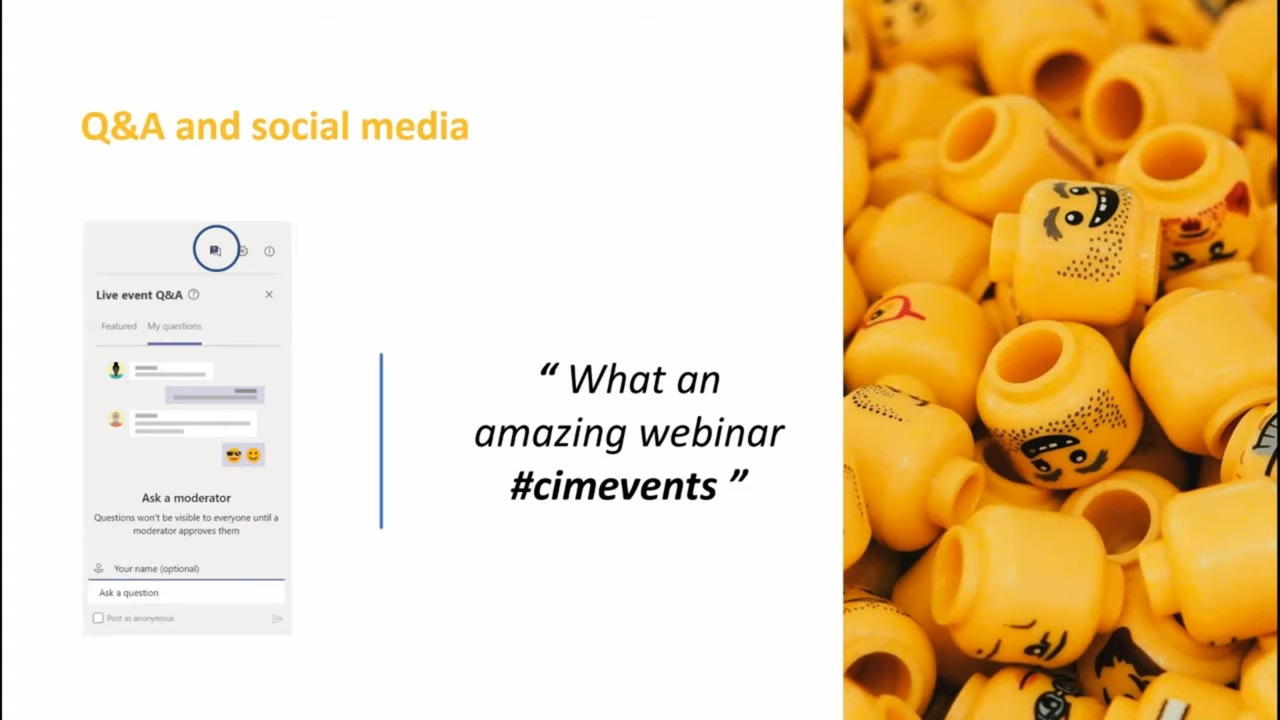 Q&A and social media
Live event Q&A
Featured My questions
Ask a moderator
Questions won't be visible to everyone until a
moderator approves them
Your name (optional)
Ask a question
Post as anonymous
“ What an
amazing webinar
#cimevents ”